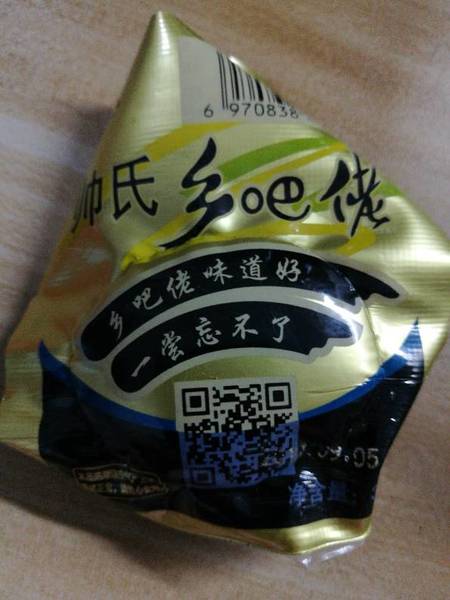 6 970838
帅氏 乡吧佬
乡吧佬味道好
一尝忘不了
09.05
净含量: